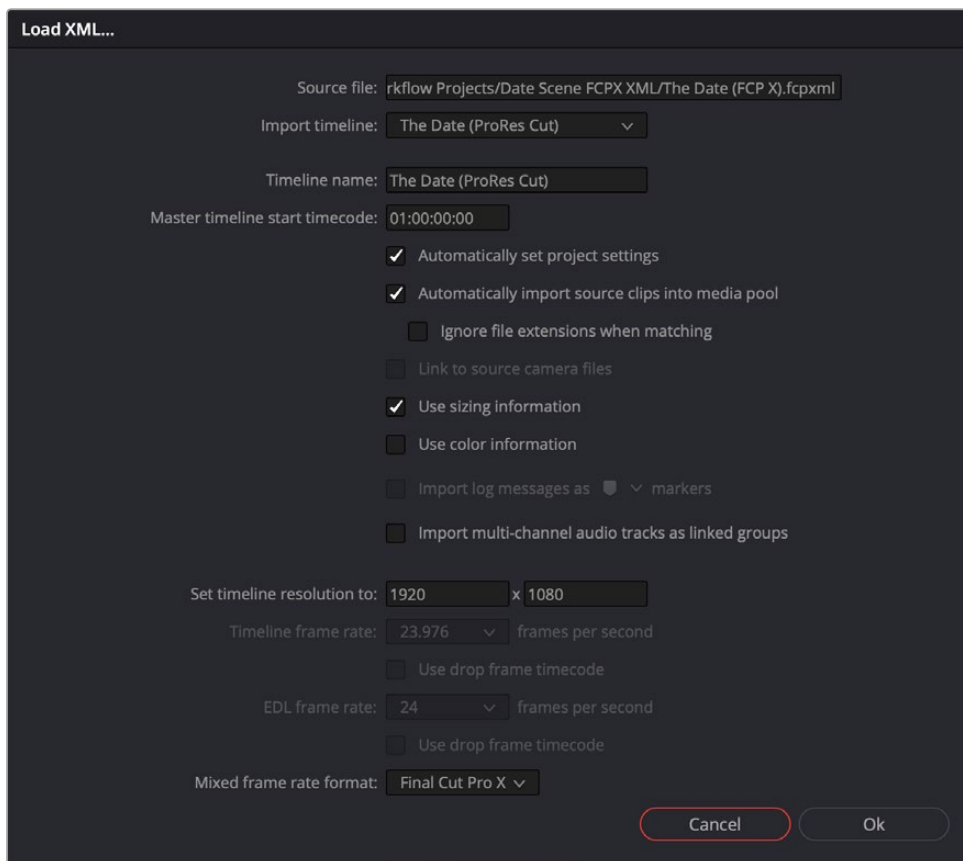 Load XML...
Source file: rkflow Projects/Date Scene FCPX XML/The Date (FCP X).fcpxml
Import timeline: The Date (ProRes Cut)
Timeline name: The Date (ProRes Cut)
Master timeline start timecode: 01:00:00:00
Automatically set project settings
Automatically import source clips into media pool
Ignore file extensions when matching
Link to source camera files
Use sizing information
Use color information
Import log messages as markers
Import multi-channel audio tracks as linked groups
Set timeline resolution to: 1920 x 1080
Timeline frame rate: 23.976 frames per second
Use drop frame timecode
EDL frame rate: 24 frames per second
Use drop frame timecode
Mixed frame rate format: Final Cut Pro X
Cancel Ok